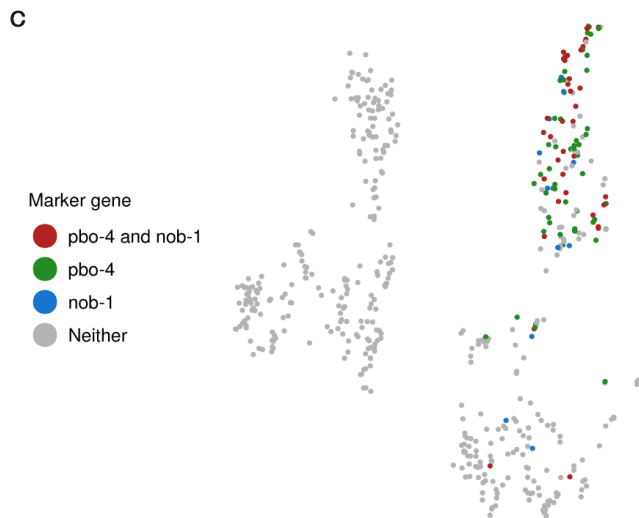 C
Marker gene
pbo-4 and nob-1
pbo-4
nob-1
Neither